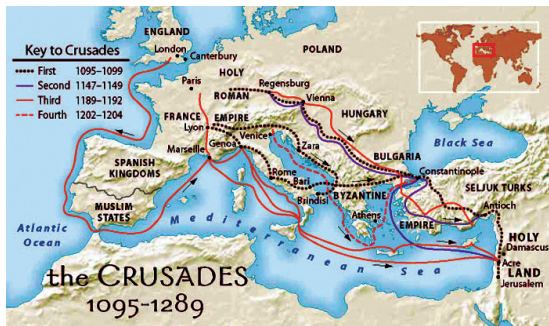 ENGLAND
London
Canterbury
POLAND
Key to Crusades
First 1095–1099
Second 1147–1149
Third 1189–1192
Fourth 1202–1204
Paris
HOLY
ROMAN
EMPIRE
Regensburg
Vienna
HUNGARY
FRANCE
Lyon
Venice
Genoa
Zara
Marseille
BULGARIA
Black Sea
SPANISH
KINGDOMS
Rome
Bari
Brindisi
Constantinople
BYZANTINE
EMPIRE
SELJUK TURKS
MUSLIM
STATES
Athens
Antioch
Atlantic
Ocean
Mediterranean Sea
HOLY
LAND
Damascus
Acre
Jerusalem
the CRUSADES
1095-1289